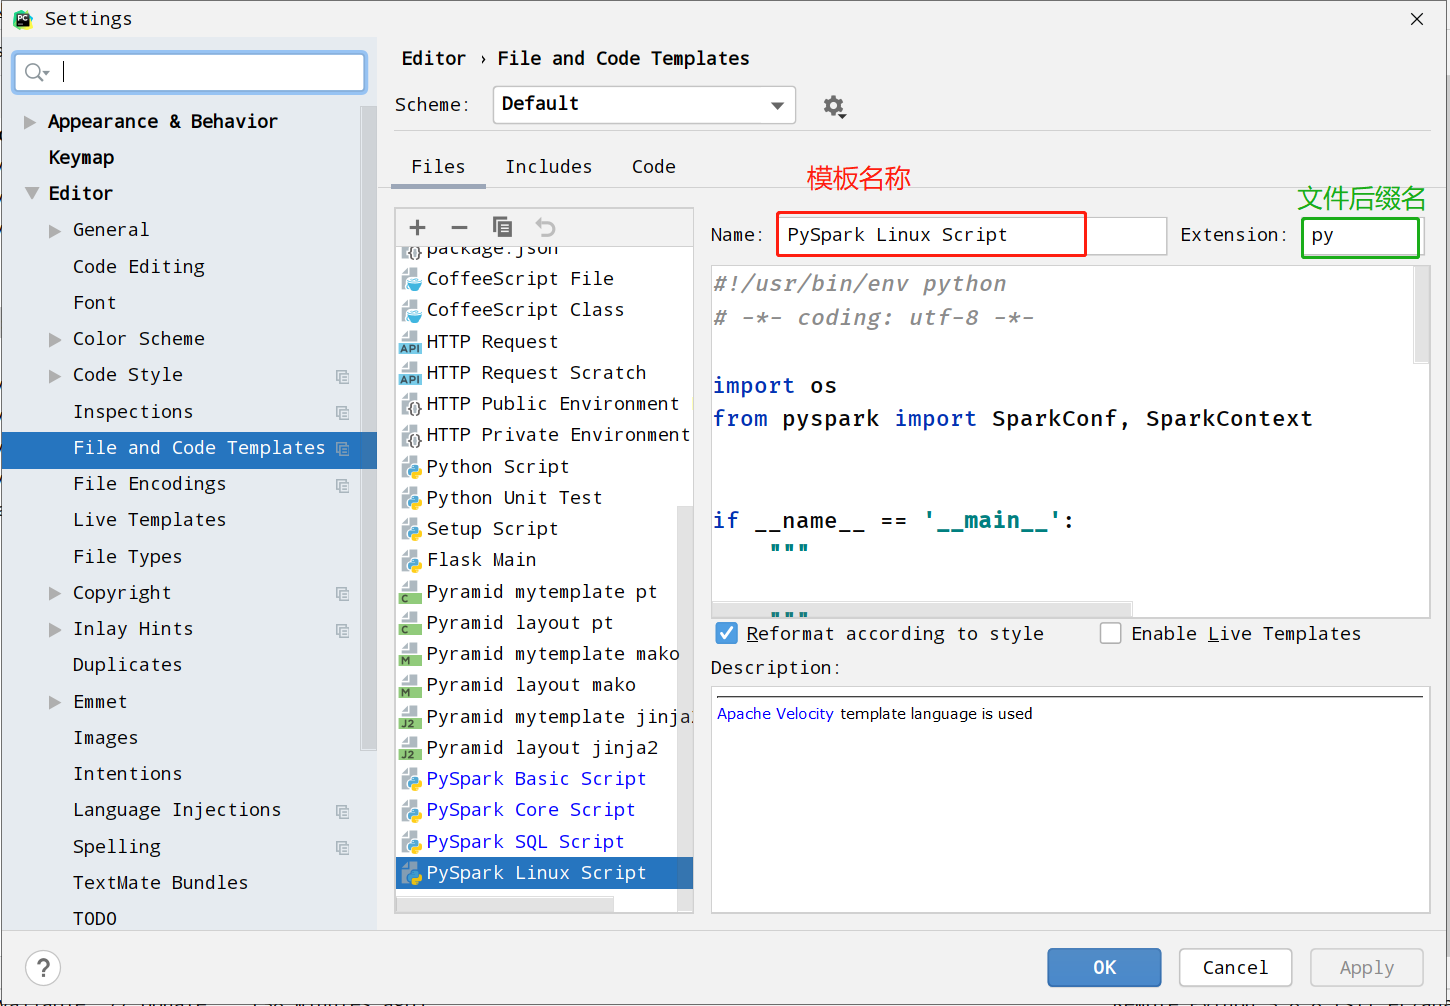 Settings
Editor › File and Code Templates
Scheme: Default
Appearance & Behavior
Keymap
Editor
General
Code Editing
Font
Color Scheme
Code Style
Inspections
File and Code Templates
File Encodings
Live Templates
File Types
Copyright
Inlay Hints
Duplicates
Emmet
Images
Intentions
Language Injections
Spelling
TextMate Bundles
TODO
Files Includes Code
package.json
CoffeeScript File
CoffeeScript Class
HTTP Request
HTTP Request Scratch
HTTP Public Environment
HTTP Private Environment
Python Script
Python Unit Test
Setup Script
Flask Main
Pyramid mytemplate pt
Pyramid layout pt
Pyramid mytemplate mako
Pyramid layout mako
Pyramid mytemplate jinja2
Pyramid layout jinja2
PySpark Basic Script
PySpark Core Script
PySpark SQL Script
PySpark Linux Script
模板名称
文件后缀名
Name: PySpark Linux Script Extension: py
#!/usr/bin/env python
# -*- coding: utf-8 -*-
import os
from pyspark import SparkConf, SparkContext
if __name__ == '__main__':
"""
"""
Reformat according to style Enable Live Templates
Description:
Apache Velocity template language is used
? OK Cancel Apply